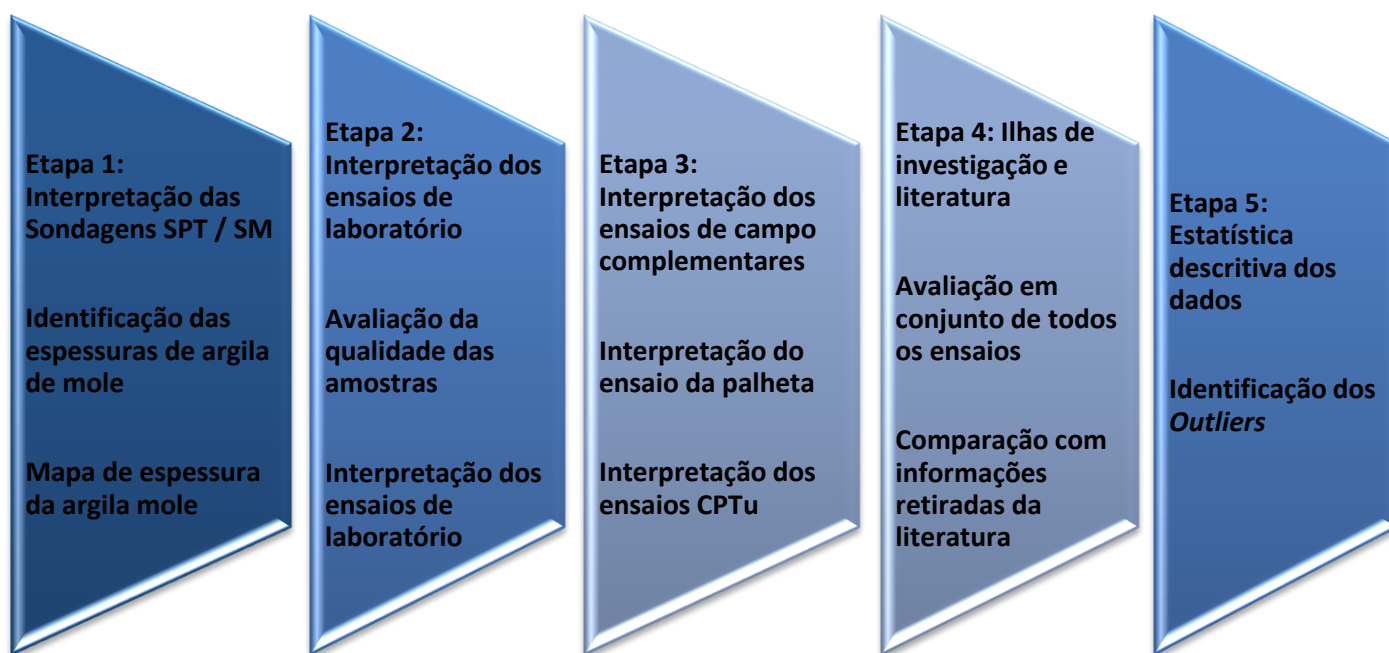 Etapa 1:
Interpretação das
Sondagens SPT / SM
Identificação das
espessuras de argila
de mole
Mapa de espessura
da argila mole
Etapa 2:
Interpretação dos
ensaios de
laboratório
Avaliação da
qualidade das
amostras
Interpretação dos
ensaios de
laboratório
Etapa 3:
Interpretação dos
ensaios de campo
complementares
Interpretação do
ensaio da palheta
Interpretação dos
ensaios CPTu
Etapa 4: Ilhas de
investigação e
literatura
Avaliação em
conjunto de todos
os ensaios
Comparação com
informações
retiradas da
literatura
Etapa 5:
Estatística
descritiva dos
dados
Identificação dos
Outliers